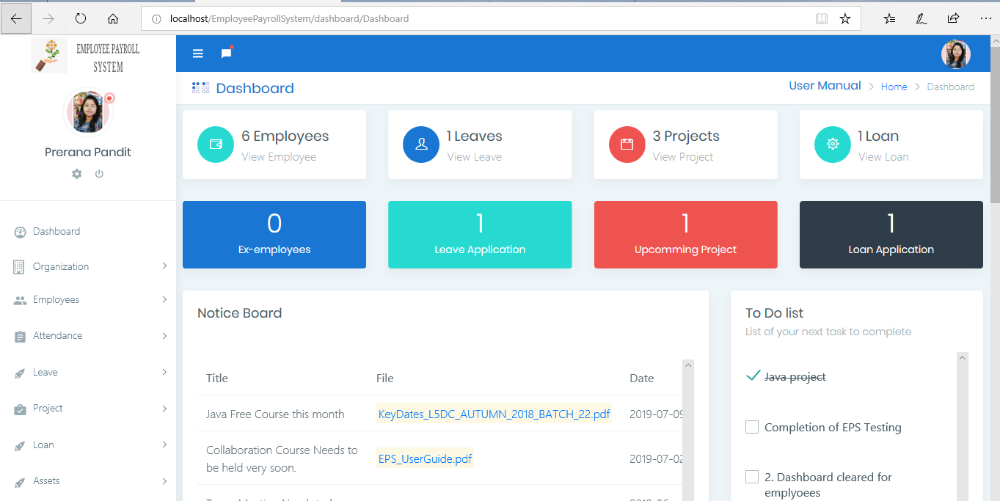 localhost/EmployeePayrollSystem/dashboard/Dashboard
EMPLOYEE PAYROLL
SYSTEM
Prerana Pandit
Dashboard
Organization
Employees
Attendance
Leave
Project
Loan
Assets
Dashboard
User Manual
Home
Dashboard
6 Employees
View Employee
1 Leaves
View Leave
3 Projects
View Project
1 Loan
View Loan
0
Ex-employees
1
Leave Application
1
Upcomming Project
1
Loan Application
Notice Board
Title File Date
Java Free Course this month KeyDates_L5DC_AUTUMN_2018_BATCH_22.pdf 2019-07-09
Collaboration Course Needs to
be held very soon.
EPS_UserGuide.pdf 2019-07-02
To Do list
List of your next task to complete
Java project
Completion of EPS Testing
2. Dashboard cleared for
emplyoees